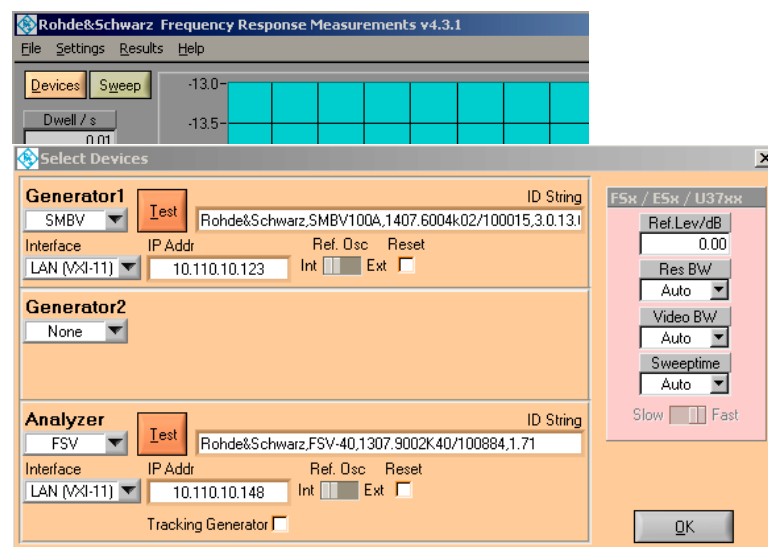 Rohde&Schwarz Frequency Response Measurements v4.3.1
File Settings Results Help
Devices Sweep -13.0
Dwell / s -13.5
0.01
Select Devices
Generator1 ID String
SMBV Test Rohde&Schwarz,SMBV100A,1407.6004k02/100015,3.0.13.
Interface IP Addr Ref. Osc Reset
LAN (VXI-11) 10.110.10.123 Int Ext
Generator2
None
Analyzer ID String
FSV Test Rohde&Schwarz,FSV-40,1307.9002K40/100884,1.71
Interface IP Addr Ref. Osc Reset
LAN (VXI-11) 10.110.10.148 Int Ext
Tracking Generator
FSx / ESx / U37xx
Ref.Lev/dB
0.00
Res BW
Auto
Video BW
Auto
Sweeptime
Auto
Slow Fast
OK